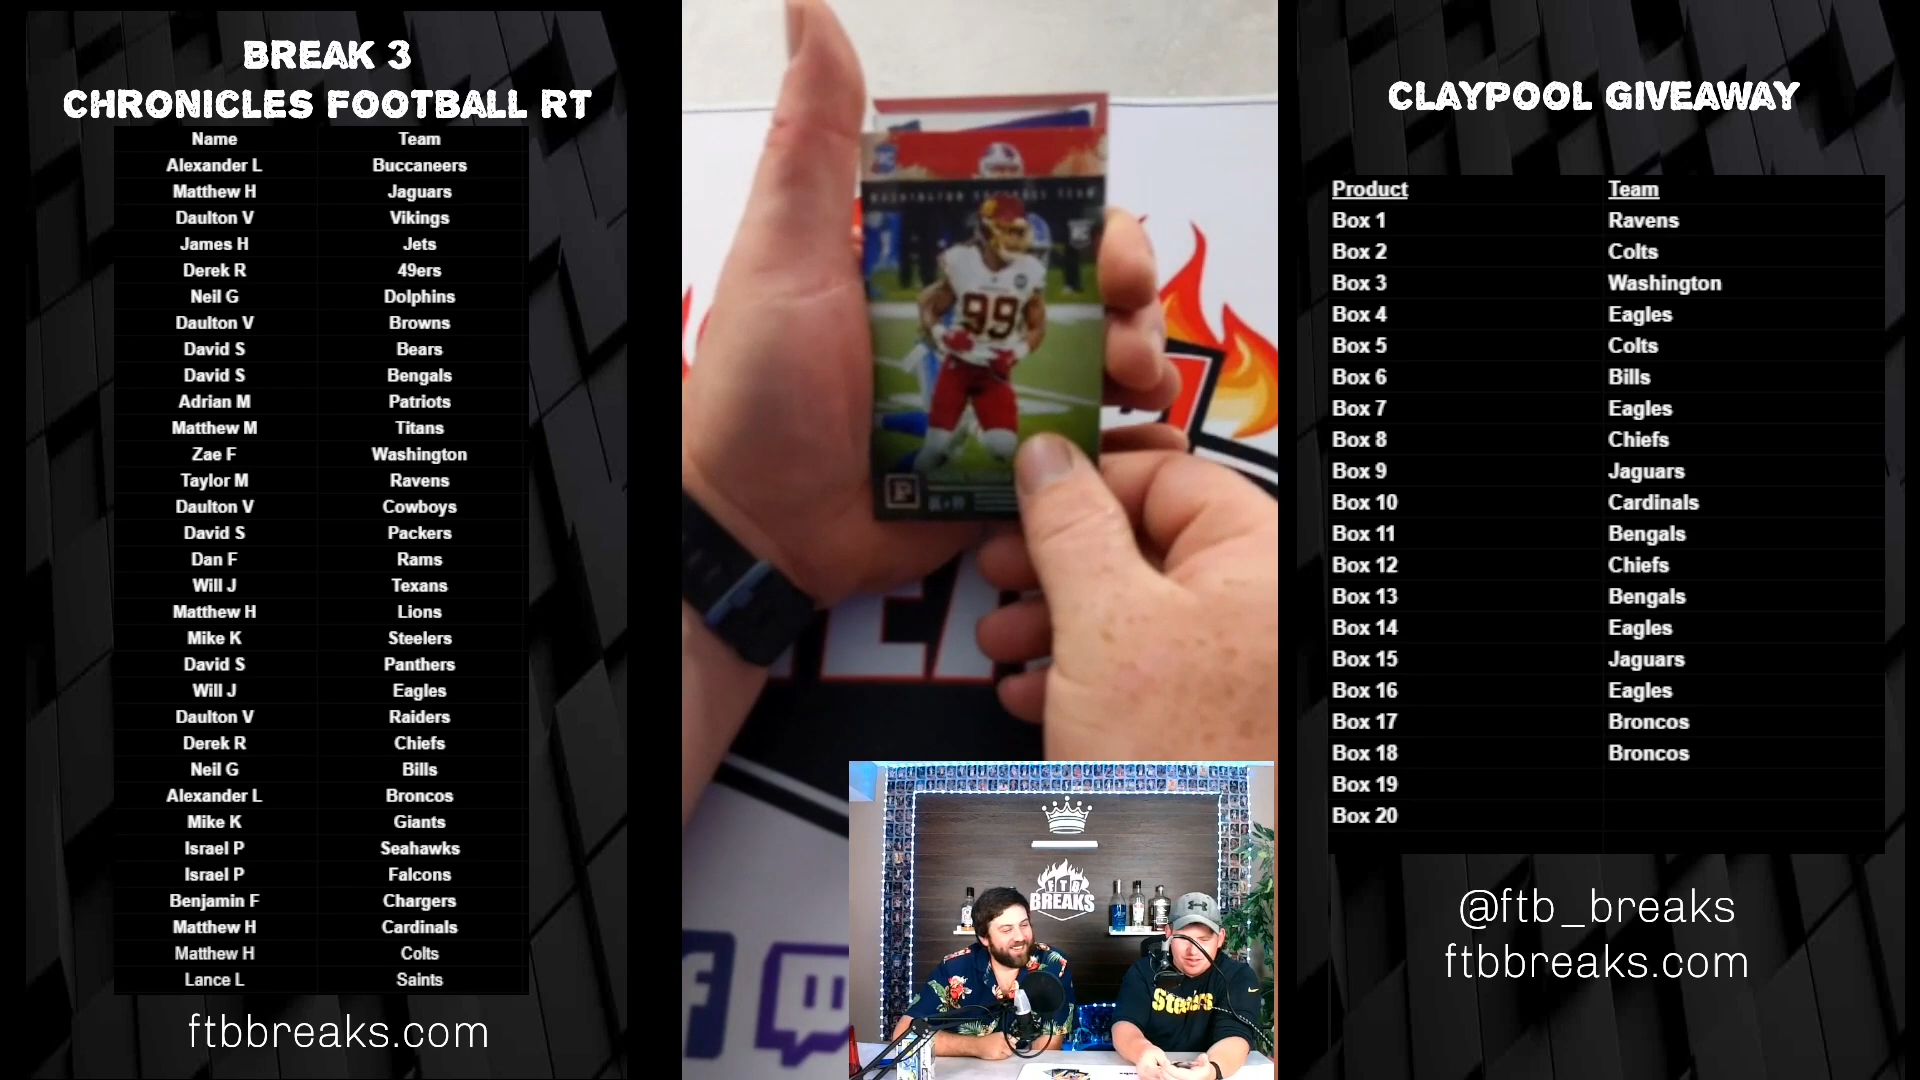 BREAK 3
CHRONICLES FOOTBALL RT
Name Team
Alexander L Buccaneers
Matthew H Jaguars
Daulton V Vikings
James H Jets
Derek R 49ers
Neil G Dolphins
Daulton V Browns
David S Bears
David S Bengals
Adrian M Patriots
Matthew M Titans
Zae F Washington
Taylor M Ravens
Daulton V Cowboys
David S Packers
Dan F Rams
Will J Texans
Matthew H Lions
Mike K Steelers
David S Panthers
Will J Eagles
Daulton V Raiders
Derek R Chiefs
Neil G Bills
Alexander L Broncos
Mike K Giants
Israel P Seahawks
Israel P Falcons
Benjamin F Chargers
Matthew H Cardinals
Matthew H Colts
Lance L Saints
ftbbreaks.com
WASHINGTON FOOTBALL TEAM
RC
99
P
FTB
BREAKS
Steelers
CLAYPOOL GIVEAWAY
Product Team
Box 1 Ravens
Box 2 Colts
Box 3 Washington
Box 4 Eagles
Box 5 Colts
Box 6 Bills
Box 7 Eagles
Box 8 Chiefs
Box 9 Jaguars
Box 10 Cardinals
Box 11 Bengals
Box 12 Chiefs
Box 13 Bengals
Box 14 Eagles
Box 15 Jaguars
Box 16 Eagles
Box 17 Broncos
Box 18 Broncos
Box 19
Box 20
@ftb_breaks
ftbbreaks.com